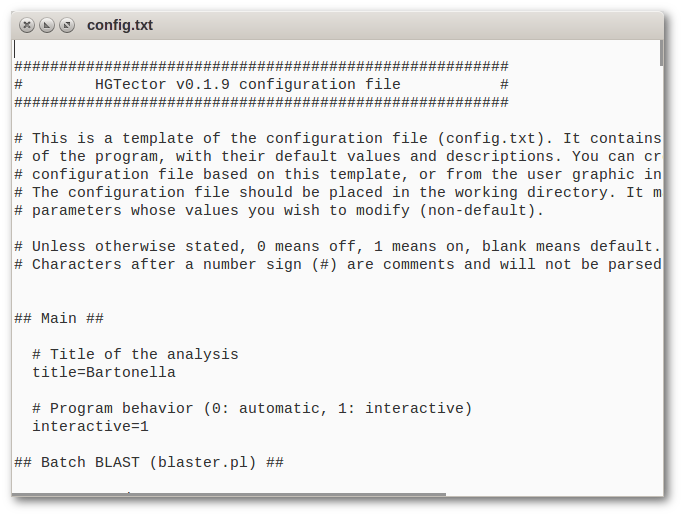 config.txt
#######################################################
#        HGTector v0.1.9 configuration file           #
#######################################################
# This is a template of the configuration file (config.txt). It contains
# of the program, with their default values and descriptions. You can cr
# configuration file based on this template, or from the user graphic in
# The configuration file should be placed in the working directory. It m
# parameters whose values you wish to modify (non-default).
# Unless otherwise stated, 0 means off, 1 means on, blank means default.
# Characters after a number sign (#) are comments and will not be parsed
## Main ##
# Title of the analysis
title=Bartonella
# Program behavior (0: automatic, 1: interactive)
interactive=1
## Batch BLAST (blaster.pl) ##